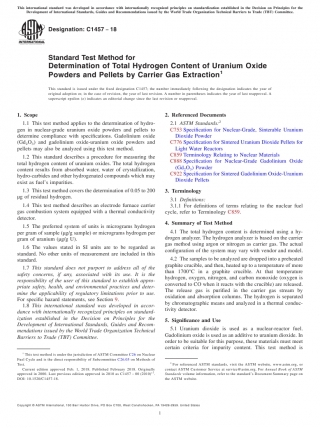 This international standard was developed in accordance with internationally recognized principles on standardization established in the Decision on Principles for the
Development of International Standards, Guides and Recommendations issued by the World Trade Organization Technical Barriers to Trade (TBT) Committee.
Designation: C1457 − 18
Standard Test Method for
Determination of Total Hydrogen Content of Uranium Oxide
Powders and Pellets by Carrier Gas Extraction1
This standard is issued under the fixed designation C1457; the number immediately following the designation indicates the year of
original adoption or, in the case of revision, the year of last revision. A number in parentheses indicates the year of last reapproval. A
superscript epsilon (ε) indicates an editorial change since the last revision or reapproval.
1. Scope
1.1 This test method applies to the determination of hydro-
gen in nuclear-grade uranium oxide powders and pellets to
determine compliance with specifications. Gadolinium oxide
(Gd2O3) and gadolinium oxide-uranium oxide powders and
pellets may also be analyzed using this test method.
1.2 This standard describes a procedure for measuring the
total hydrogen content of uranium oxides. The total hydrogen
content results from absorbed water, water of crystallization,
hydro-carbides and other hydrogenated compounds which may
exist as fuel's impurities.
1.3 This test method covers the determination of 0.05 to 200
µg of residual hydrogen.
1.4 This test method describes an electrode furnace carrier
gas combustion system equipped with a thermal conductivity
detector.
1.5 The preferred system of units is micrograms hydrogen
per gram of sample (µg/g sample) or micrograms hydrogen per
gram of uranium (µg/g U).
1.6 The values stated in SI units are to be regarded as
standard. No other units of measurement are included in this
standard.
1.7 This standard does not purport to address all of the
safety concerns, if any, associated with its use. It is the
responsibility of the user of this standard to establish appro-
priate safety, health, and environmental practices and deter-
mine the applicability of regulatory limitations prior to use.
For specific hazard statements, see Section 9.
1.8 This international standard was developed in accor-
dance with internationally recognized principles on standard-
ization established in the Decision on Principles for the
Development of International Standards, Guides and Recom-
mendations issued by the World Trade Organization Technical
Barriers to Trade (TBT) Committee.
1 This test method is under the jurisdiction of ASTM Committee C26 on Nuclear
Fuel Cycle and is the direct responsibility of Subcommittee C26.05 on Methods of
Test.
Current edition approved Feb. 1, 2018. Published February 2018. Originally
approved in 2000. Last previous edition approved in 2010 as C1457 – 00 (2010)ε1.
DOI: 10.1520/C1457-18.
2. Referenced Documents
2.1 ASTM Standards:2
C753 Specification for Nuclear-Grade, Sinterable Uranium
Dioxide Powder
C776 Specification for Sintered Uranium Dioxide Pellets for
Light Water Reactors
C859 Terminology Relating to Nuclear Materials
C888 Specification for Nuclear-Grade Gadolinium Oxide
(Gd2O3) Powder
C922 Specification for Sintered Gadolinium Oxide-Uranium
Dioxide Pellets
3. Terminology
3.1 Definitions:
3.1.1 For definitions of terms relating to the nuclear fuel
cycle, refer to Terminology C859.
4. Summary of Test Method
4.1 The total hydrogen content is determined using a hy-
drogen analyzer. The hydrogen analyzer is based on the carrier
gas method using argon or nitrogen as carrier gas. The actual
configuration of the system may vary with vendor and model.
4.2 The samples to be analyzed are dropped into a preheated
graphite crucible, and then, heated up to a temperature of more
than 1700°C in a graphite crucible. At that temperature
hydrogen, oxygen, nitrogen, and carbon monoxide (oxygen is
converted to CO when it reacts with the crucible) are released.
The release gas is purified in the carrier gas stream by
oxidation and absorption columns. The hydrogen is separated
by chromatographic means and analyzed in a thermal conduc-
tivity detector.
5. Significance and Use
5.1 Uranium dioxide is used as a nuclear-reactor fuel.
Gadolinium oxide is used as an additive to uranium dioxide. In
order to be suitable for this purpose, these materials must meet
certain criteria for impurity content. This test method is
2 For referenced ASTM standards, visit the ASTM website, www.astm.org, or
contact ASTM Customer Service at service@astm.org. For Annual Book of ASTM
Standards volume information, refer to the standard's Document Summary page on
the ASTM website.
Copyright © ASTM International, 100 Barr Harbor Drive, PO Box C700, West Conshohocken, PA 19428-2959. United States
1